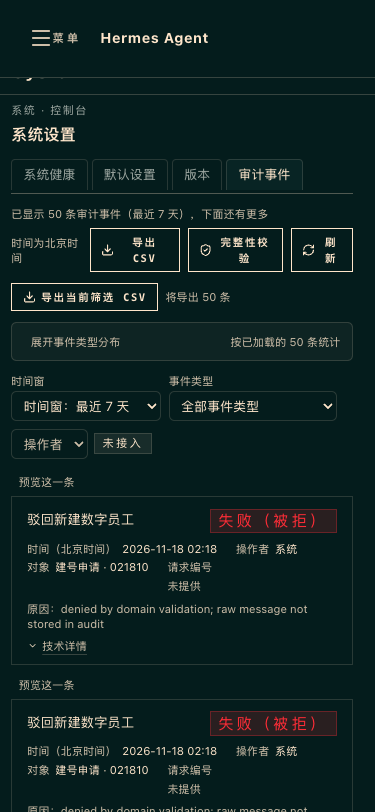 菜单 Hermes Agent
系统 · 控制台
系统设置
系统健康 默认设置 版本 审计事件
已显示 50 条审计事件（最近 7 天），下面还有更多
时间为北京时
间
导出
CSV
完整性校
验
刷
新
导出当前筛选 CSV 将导出 50 条
展开事件类型分布 按已加载的 50 条统计
时间窗 事件类型
时间窗：最近 7 天 全部事件类型
操作者 未接入
预览这一条
驳回新建数字员工 失败（被拒）
时间（北京时间） 2026-11-18 02:18 操作者 系统
对象 建号申请 · 021810 请求编号
未提供
原因：denied by domain validation; raw message not
stored in audit
技术详情
预览这一条
驳回新建数字员工 失败（被拒）
时间（北京时间） 2026-11-18 02:18 操作者 系统
对象 建号申请 · 021810 请求编号
未提供
原因：denied by domain validation; raw message not